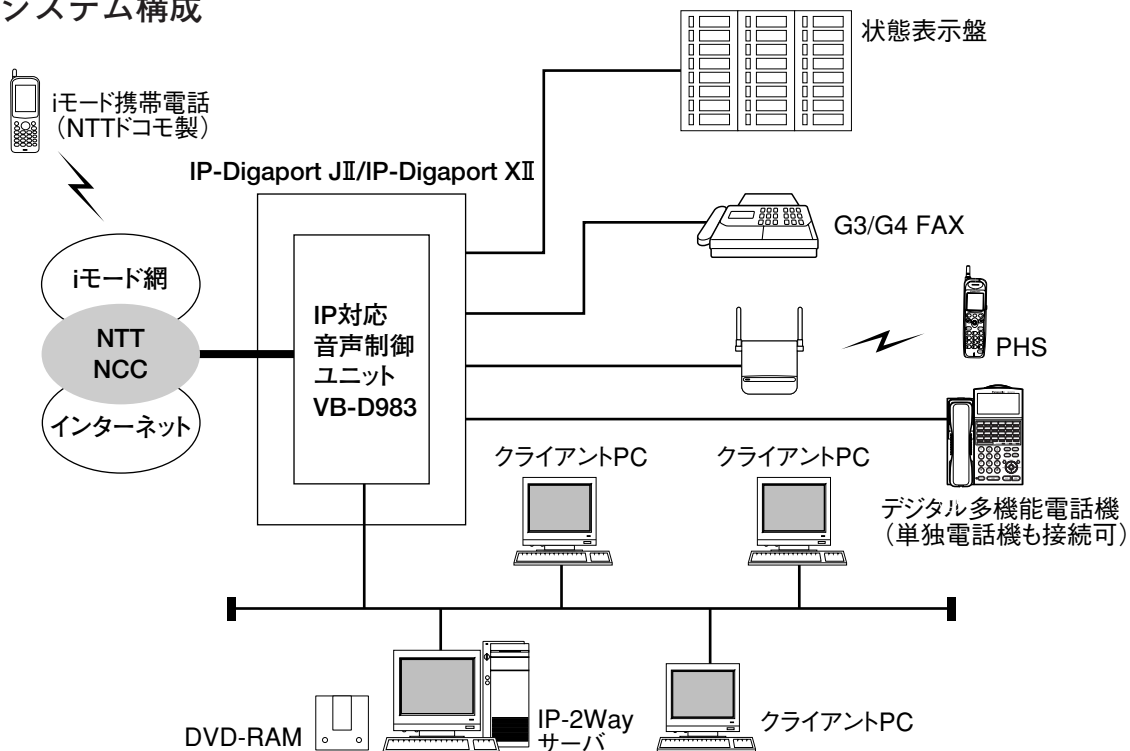 システム構成
状態表示盤
iモード携帯電話
（NTTドコモ製）
IP-Digaport JⅡ/IP-Digaport XⅡ
G3/G4 FAX
iモード網
NTT
NCC
インターネット
IP対応
音声制御
ユニット
VB-D983
PHS
クライアントPC
クライアントPC
デジタル多機能電話機
（単独電話機も接続可）
DVD-RAM
IP-2Way
サーバ
クライアントPC